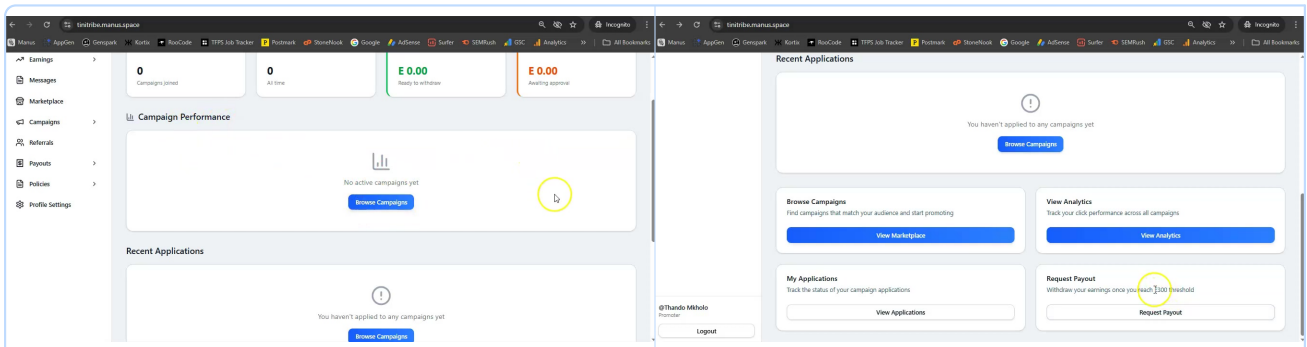 tinitribe.manus.space
Incognito
Manus
AppGen
Genspark
Kortix
RooCode
TFPS Job Tracker
Postmark
StoneNook
Google
AdSense
Surfer
SEMRush
GSC
Analytics
All Bookmarks
Earnings
Messages
Marketplace
Campaigns
Referrals
Payouts
Policies
Profile Settings
0
Campaigns Joined
0
All time
E 0.00
Ready to withdraw
E 0.00
Awaiting approval
Campaign Performance
No active campaigns yet
Browse Campaigns
Recent Applications
You haven't applied to any campaigns yet
Browse Campaigns
tinitribe.manus.space
Incognito
Manus
AppGen
Genspark
Kortix
RooCode
TFPS Job Tracker
Postmark
StoneNook
Google
AdSense
Surfer
SEMRush
GSC
Analytics
All Bookmarks
Recent Applications
You haven't applied to any campaigns yet
Browse Campaigns
Browse Campaigns
Find campaigns that match your audience and start promoting
View Marketplace
View Analytics
Track your click performance across all campaigns
View Analytics
My Applications
Track the status of your campaign applications
View Applications
Request Payout
Withdraw your earnings once you reach threshold
Request Payout
@Thando Mkholo
Promoter
Logout